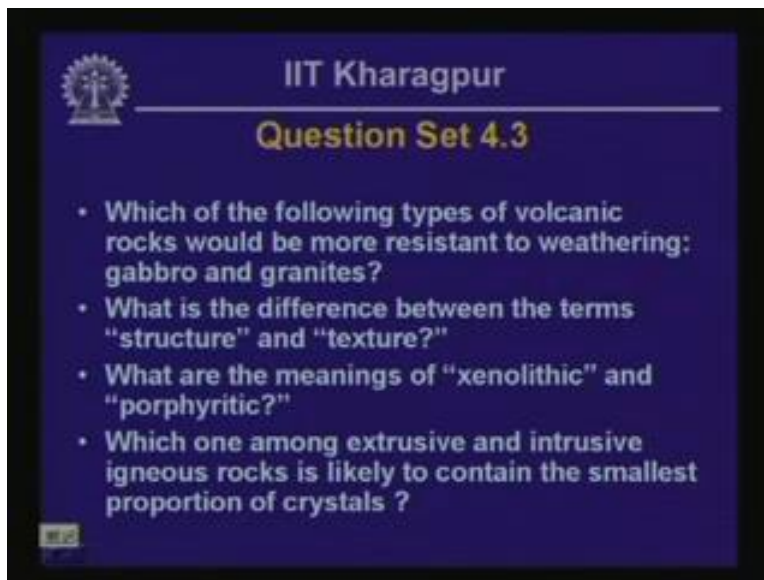 IIT Kharagpur
Question Set 4.3
• Which of the following types of volcanic
rocks would be more resistant to weathering:
gabbro and granites?
• What is the difference between the terms
“structure” and “texture?”
• What are the meanings of “xenolithic” and
“porphyritic?”
• Which one among extrusive and intrusive
igneous rocks is likely to contain the smallest
proportion of crystals ?